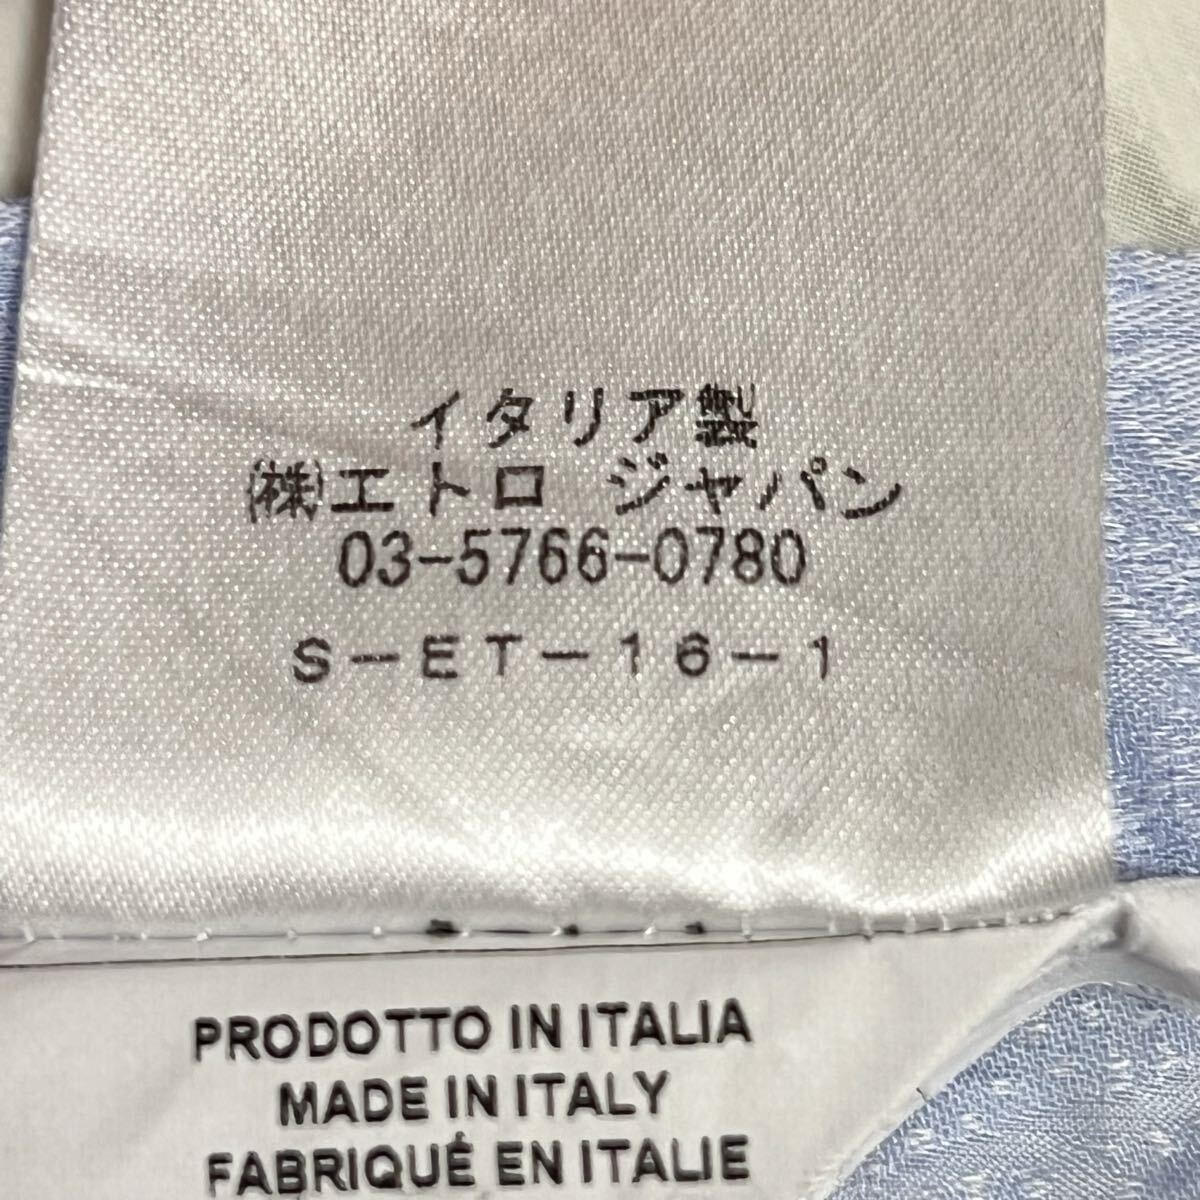 イタリア製
㈱エトロ ジャパン
03-5766-0780
S-ET-16-1
PRODOTTO IN ITALIA
MADE IN ITALY
FABRIQUÉ EN ITALIE